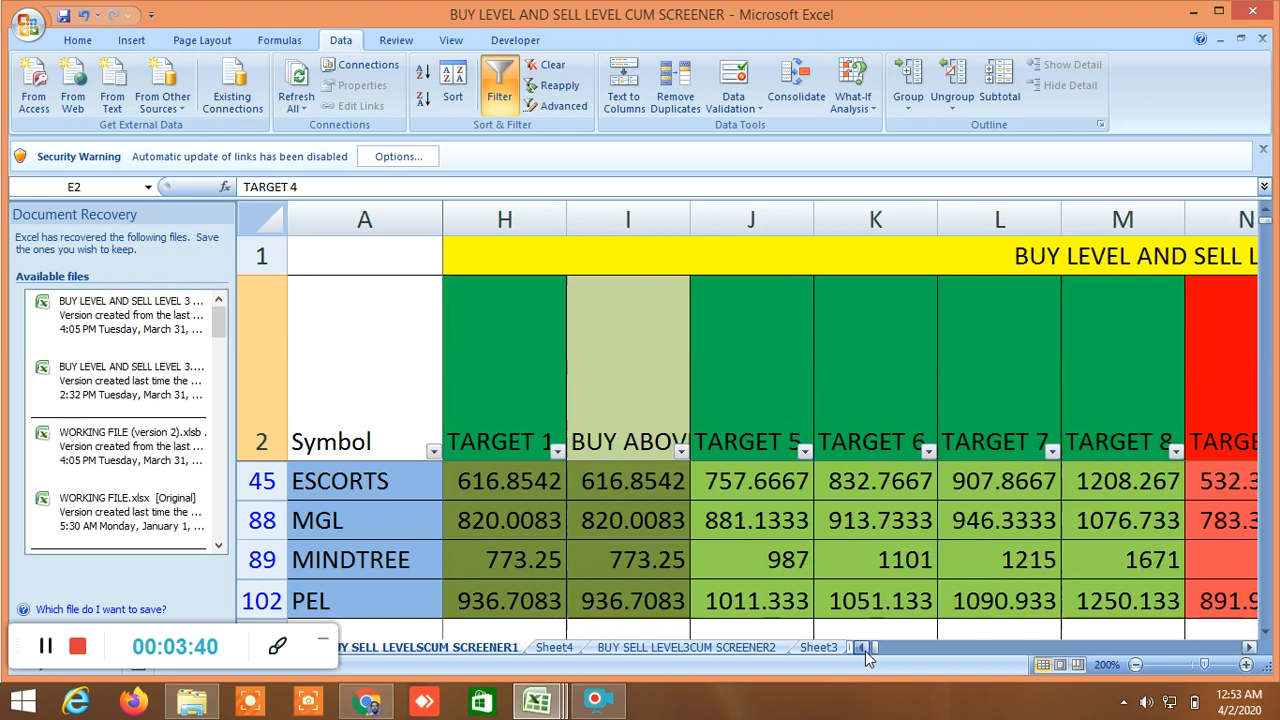 BUY LEVEL AND SELL LEVEL CUM SCREENER - Microsoft Excel
Home Insert Page Layout Formulas Data Review View Developer
From Access
From Web
From Text
From Other Sources
Existing Connections
Get External Data
Refresh All
Connections
Properties
Edit Links
Connections
Sort
Filter
Clear
Reapply
Advanced
Sort & Filter
Text to Columns
Remove Duplicates
Data Validation
Consolidate
What-If Analysis
Data Tools
Group
Ungroup
Subtotal
Show Detail
Hide Detail
Outline
Security Warning Automatic update of links has been disabled Options...
E2 fx TARGET 4
Document Recovery
Excel has recovered the following files. Save the ones you wish to keep.
Available files
BUY LEVEL AND SELL LEVEL 3 ...
Version created from the last ...
4:05 PM Tuesday, March 31, ...
BUY LEVEL AND SELL LEVEL 3....
Version created last time the ...
2:32 PM Tuesday, March 31, ...
WORKING FILE (version 2).xlsb .
Version created from the last ...
4:05 PM Tuesday, March 31, ...
WORKING FILE.xlsx [Original]
Version created last time the ...
5:30 AM Monday, January 1, ...
Which file do I want to save?
A H I J K L M N
1 BUY LEVEL AND SELL L
2 Symbol TARGET 1 BUY ABOV TARGET 5 TARGET 6 TARGET 7 TARGET 8 TARGE
45 ESCORTS 616.8542 616.8542 757.6667 832.7667 907.8667 1208.267 532.3
88 MGL 820.0083 820.0083 881.1333 913.7333 946.3333 1076.733 783.3
89 MINDTREE 773.25 773.25 987 1101 1215 1671
102 PEL 936.7083 936.7083 1011.333 1051.133 1090.933 1250.133 891.9
00:03:40
BUY SELL LEVELSCUM SCREENER1 Sheet4 BUY SELL LEVEL3CUM SCREENER2 Sheet3
200%
12:53 AM
4/2/2020